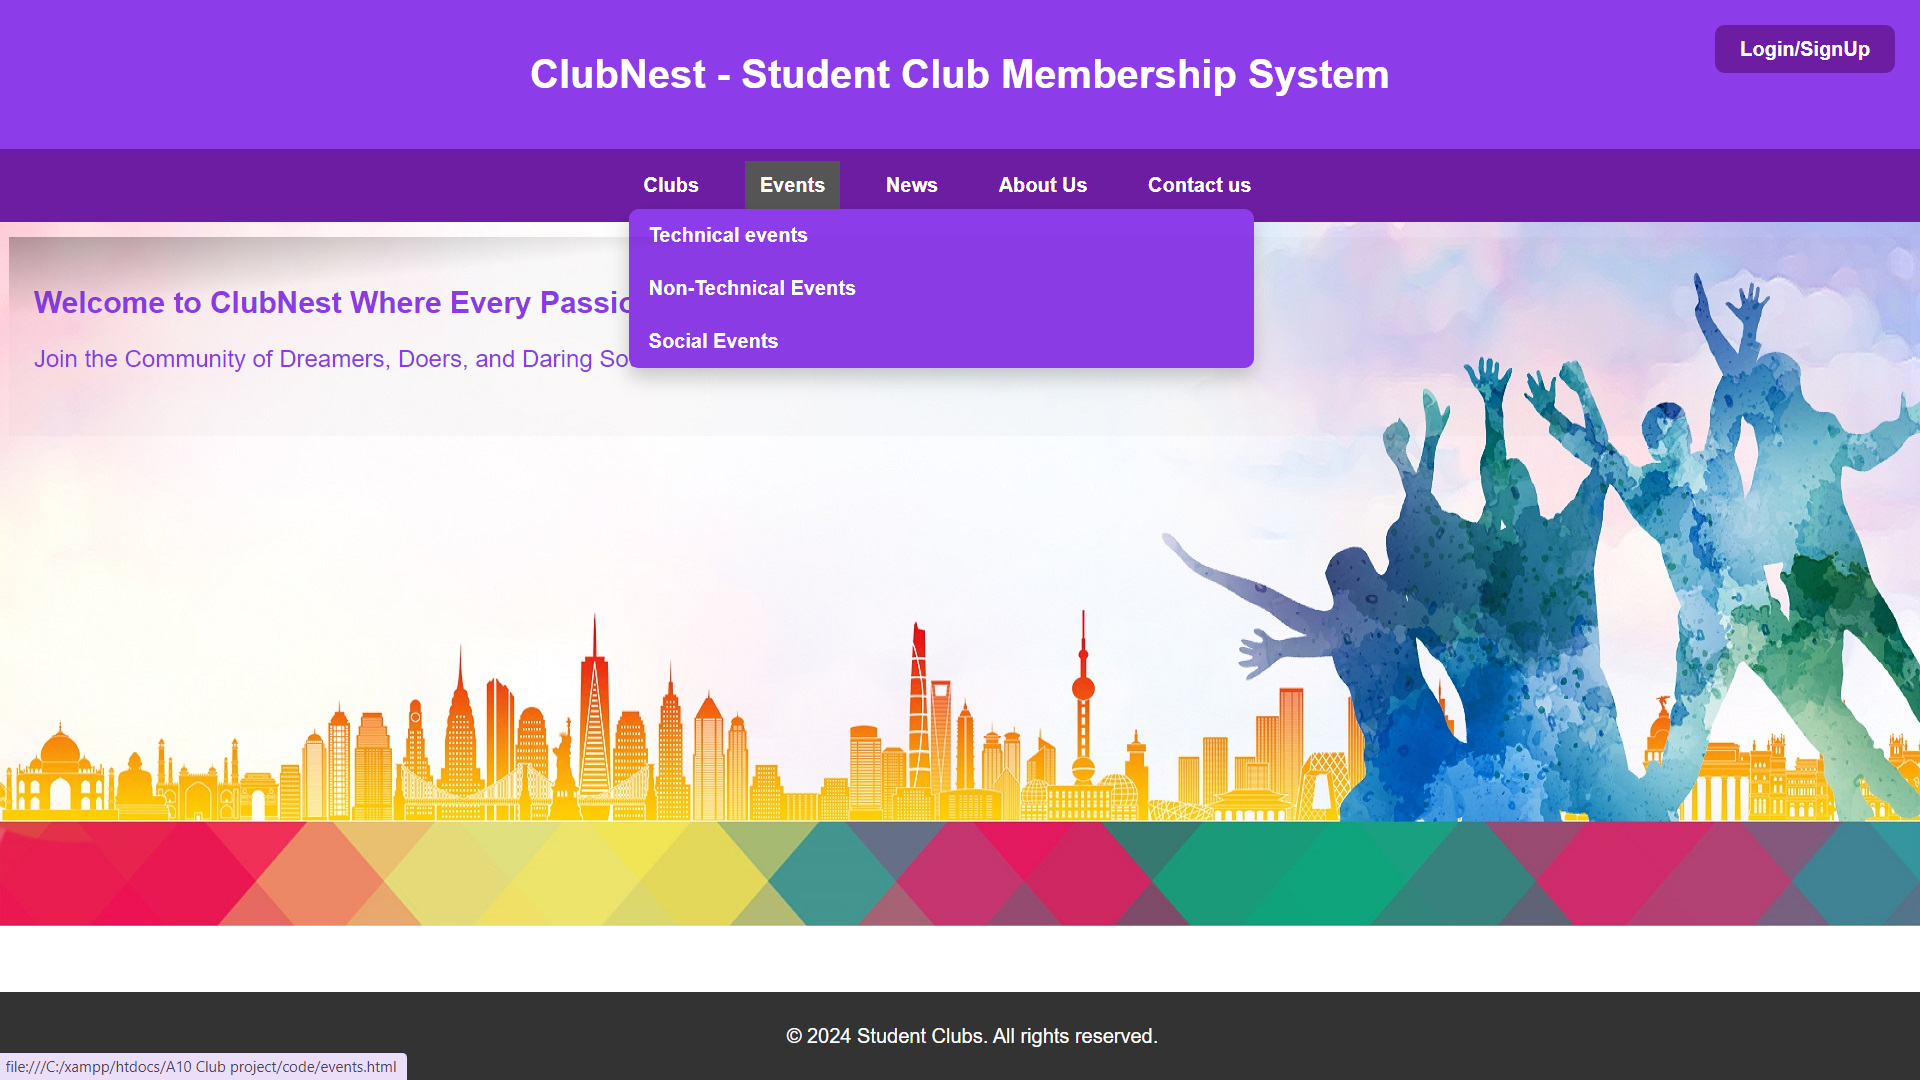 ClubNest - Student Club Membership System
Login/SignUp
Clubs Events News About Us Contact us
Technical events
Non-Technical Events
Social Events
Welcome to ClubNest Where Every
Join the Community of Dreamers, Doers, and Daring
© 2024 Student Clubs. All rights reserved.
file:///C:/xampp/htdocs/A10 Club project/code/events.html